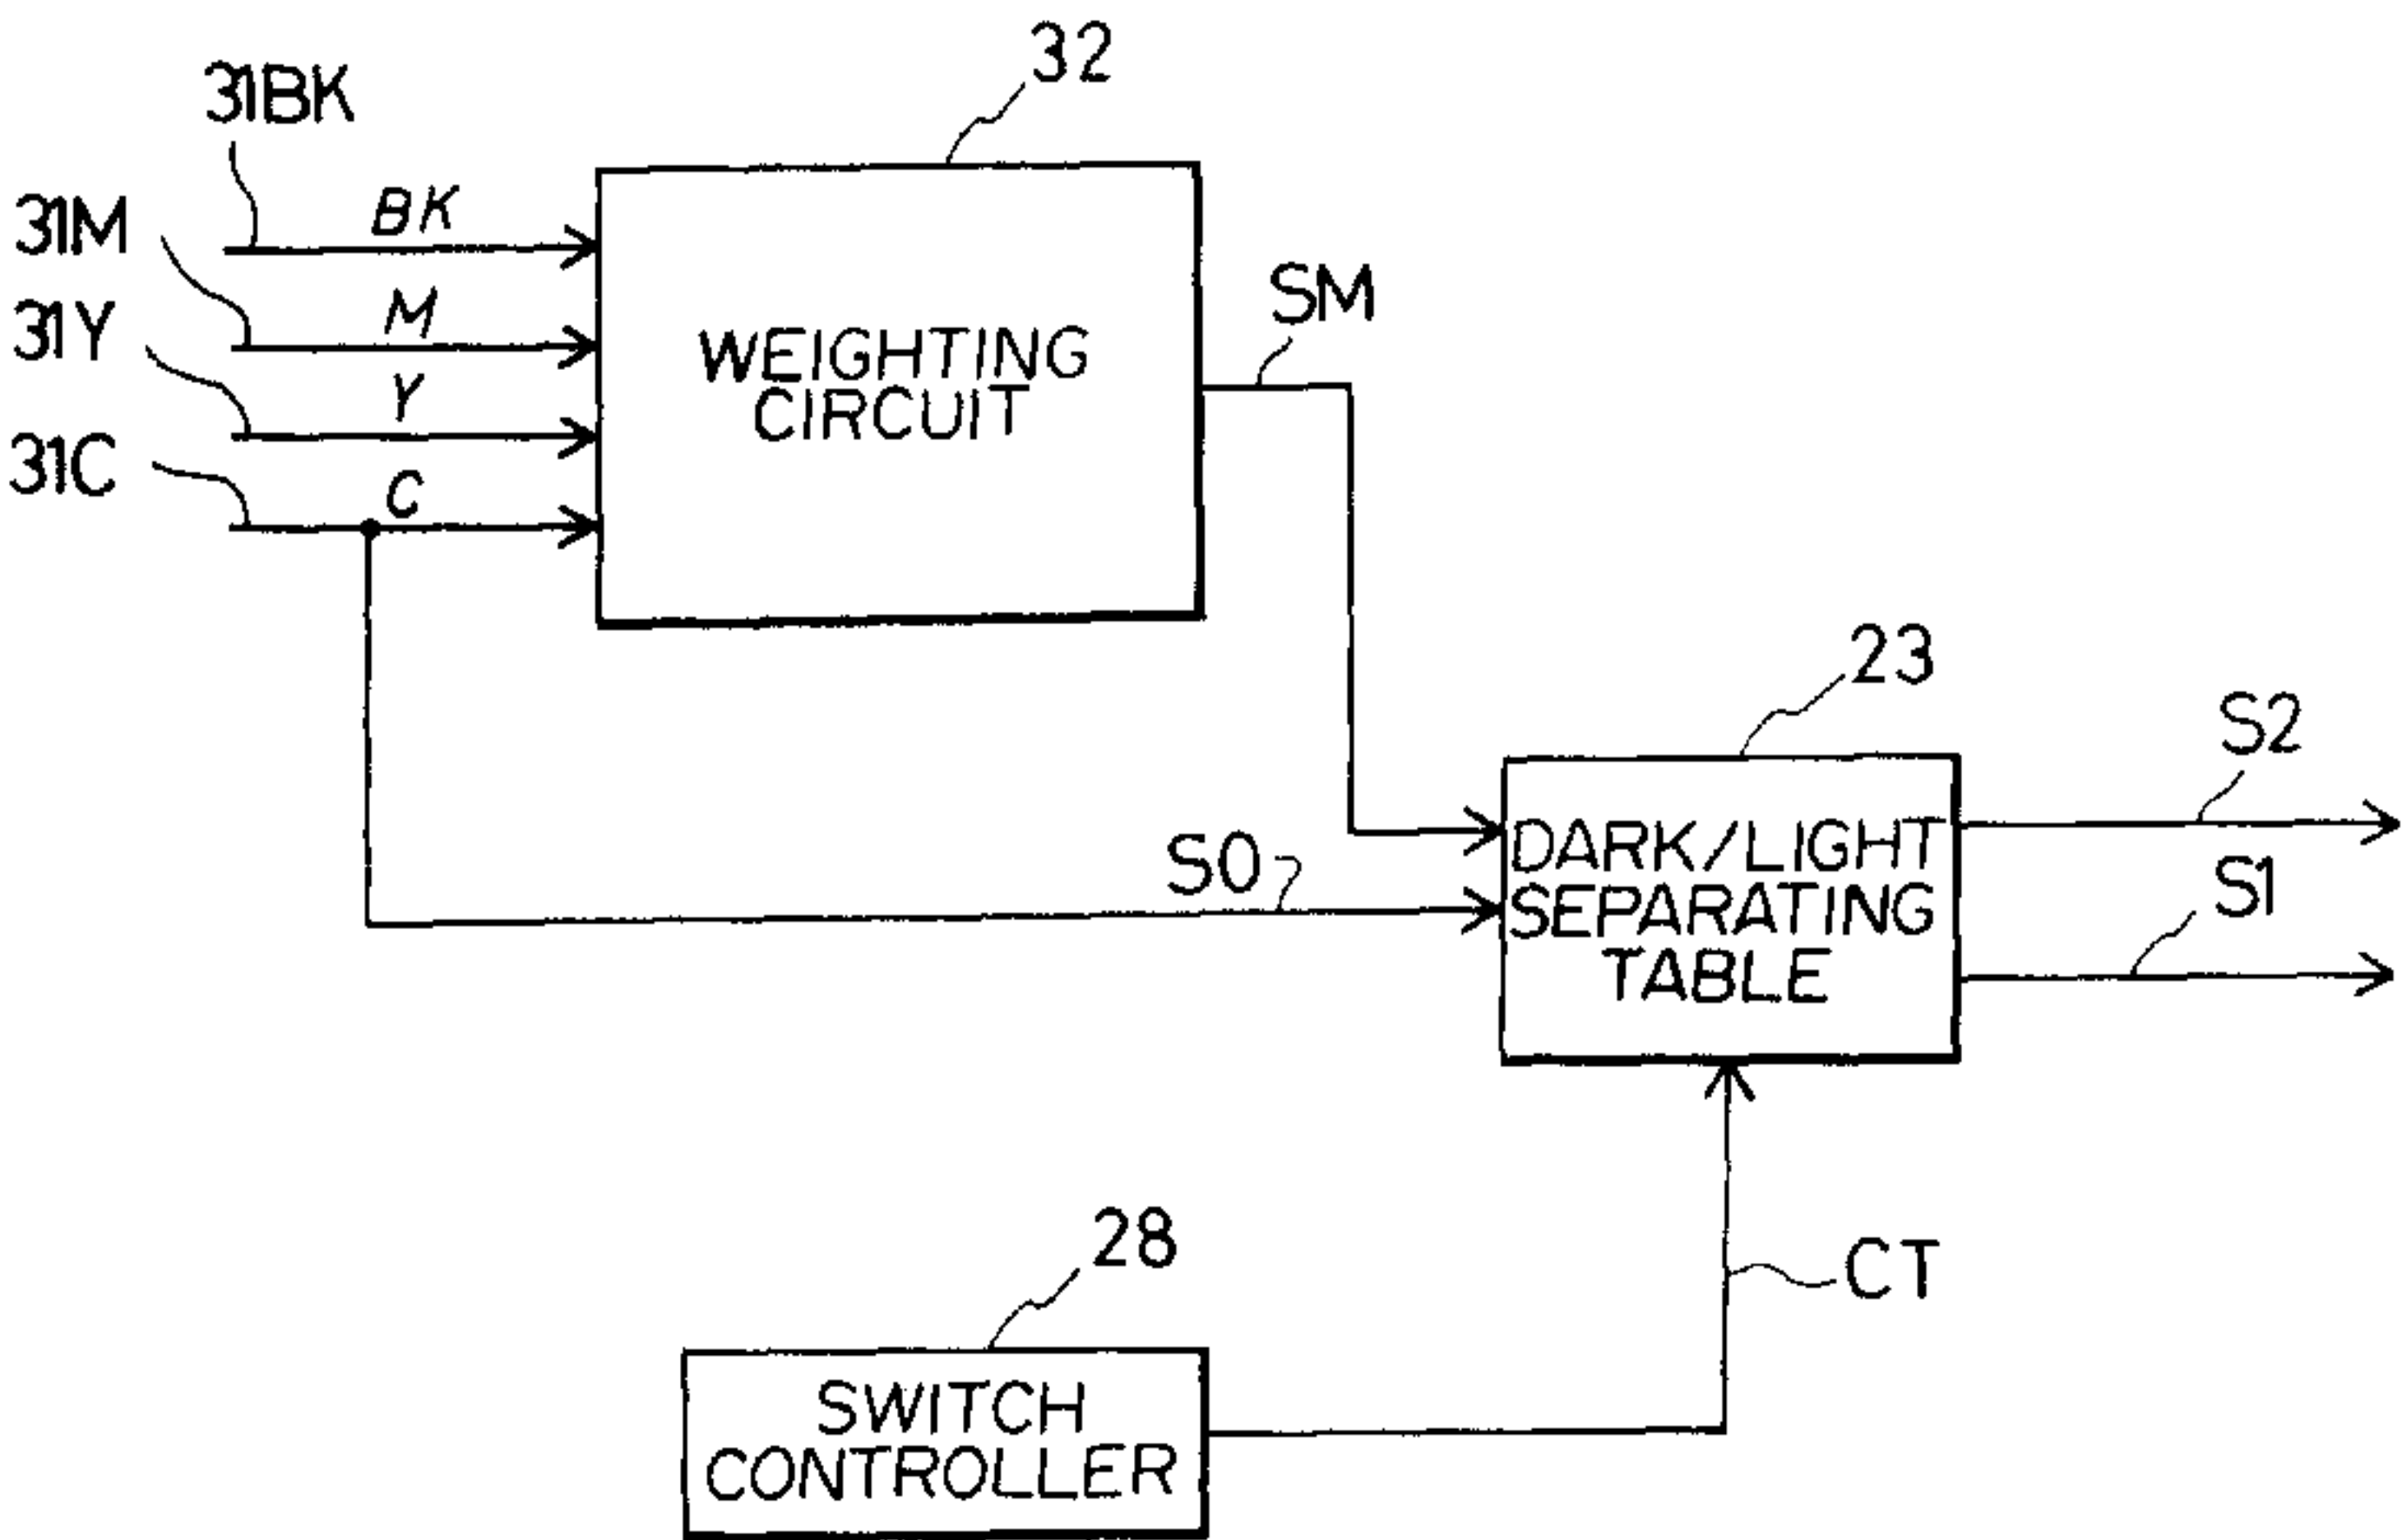 32
31BK
BK
31M
M
SM
31Y
WEIGHTING
CIRCUIT
Y
31C
C
23
S2
DARK/LIGHT
SEPARATING
TABLE
S0
S1
28
CT
SWITCH
CONTROLLER